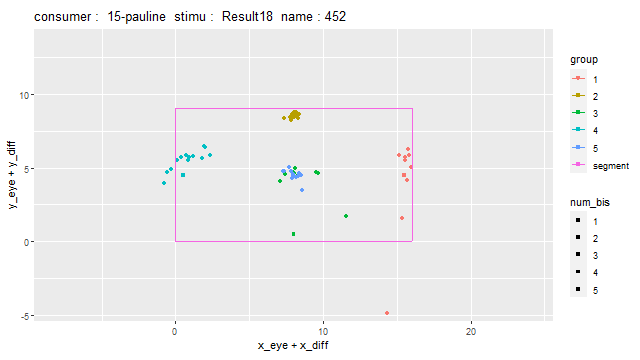 consumer :  15-pauline  stimu :  Result18  name : 452
y_eye + y_diff
10
5
0
-5
0
10
20
x_eye + x_diff
group
1
2
3
4
5
segment
num_bis
1
2
3
4
5